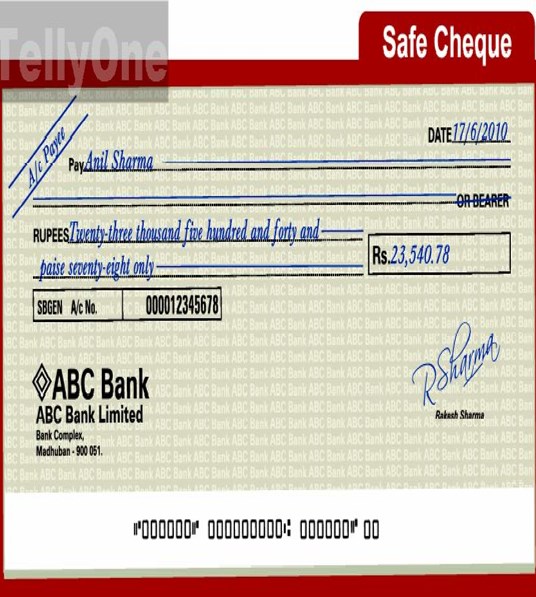 TellyOne
Safe Cheque
DATE 17/6/2010
A/c Payee
Pay Anil Sharma
OR BEARER
RUPEES Twenty-three thousand five hundred and forty and
paise seventy-eight only
Rs. 23,540.78
SBGEN A/c No. 000012345678
ABC Bank
ABC Bank Limited
Bank Complex,
Madhuban - 900 051.
R Sharma
Rakesh Sharma
⑈000000⑈ 000000000⑆ 000000⑈ 00